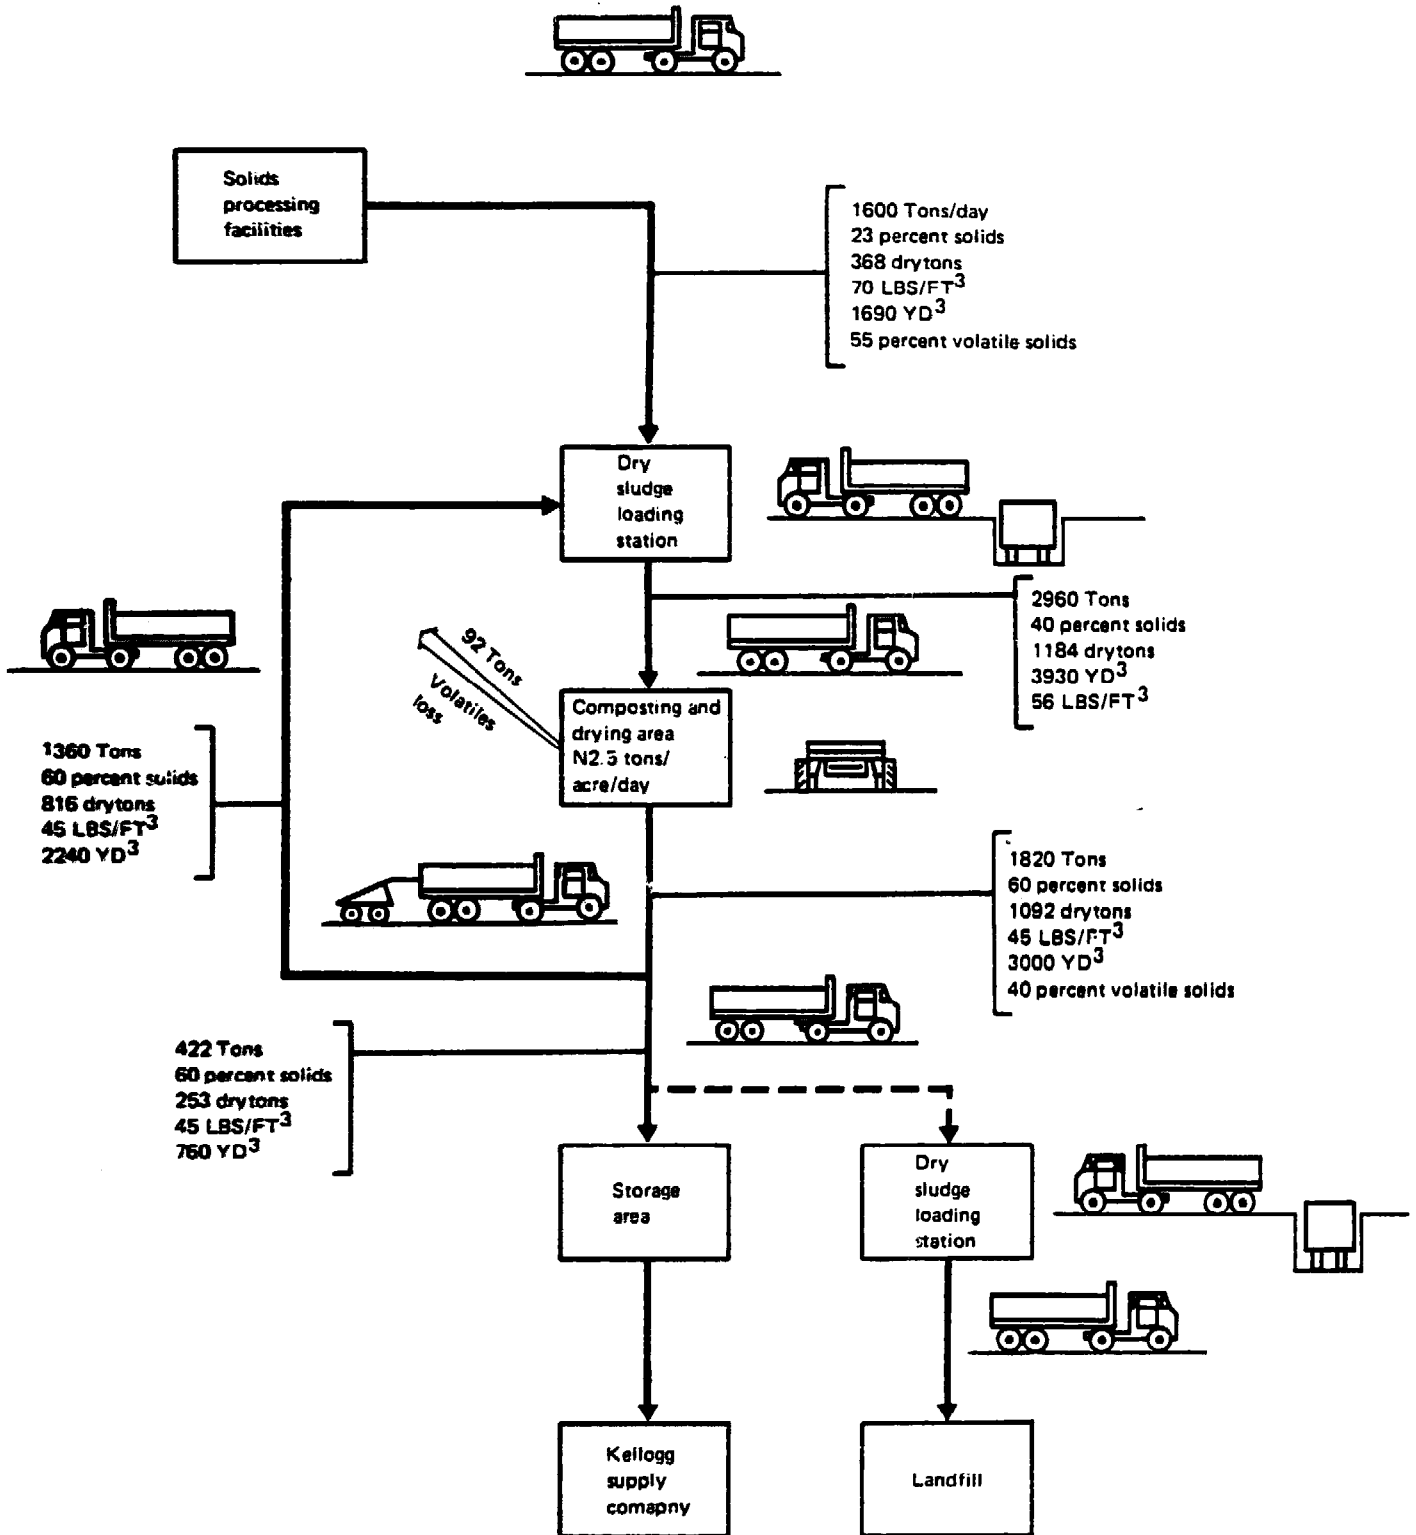 Solids
processing
facilities
1600 Tons/day
23 percent solids
368 drytons
70 LBS/FT3
1690 YD3
55 percent volatile solids
Dry
sludge
loading
station
2960 Tons
40 percent solids
1184 drytons
3930 YD3
56 LBS/FT3
92 Tons
Volatiles
loss
Composting and
drying area
N2.5 tons/
acre/day
1360 Tons
60 percent solids
816 drytons
45 LBS/FT3
2240 YD3
1820 Tons
60 percent solids
1092 drytons
45 LBS/FT3
3000 YD3
40 percent volatile solids
422 Tons
60 percent solids
253 drytons
45 LBS/FT3
760 YD3
Storage
area
Dry
sludge
loading
station
Kellogg
supply
comapny
Landfill